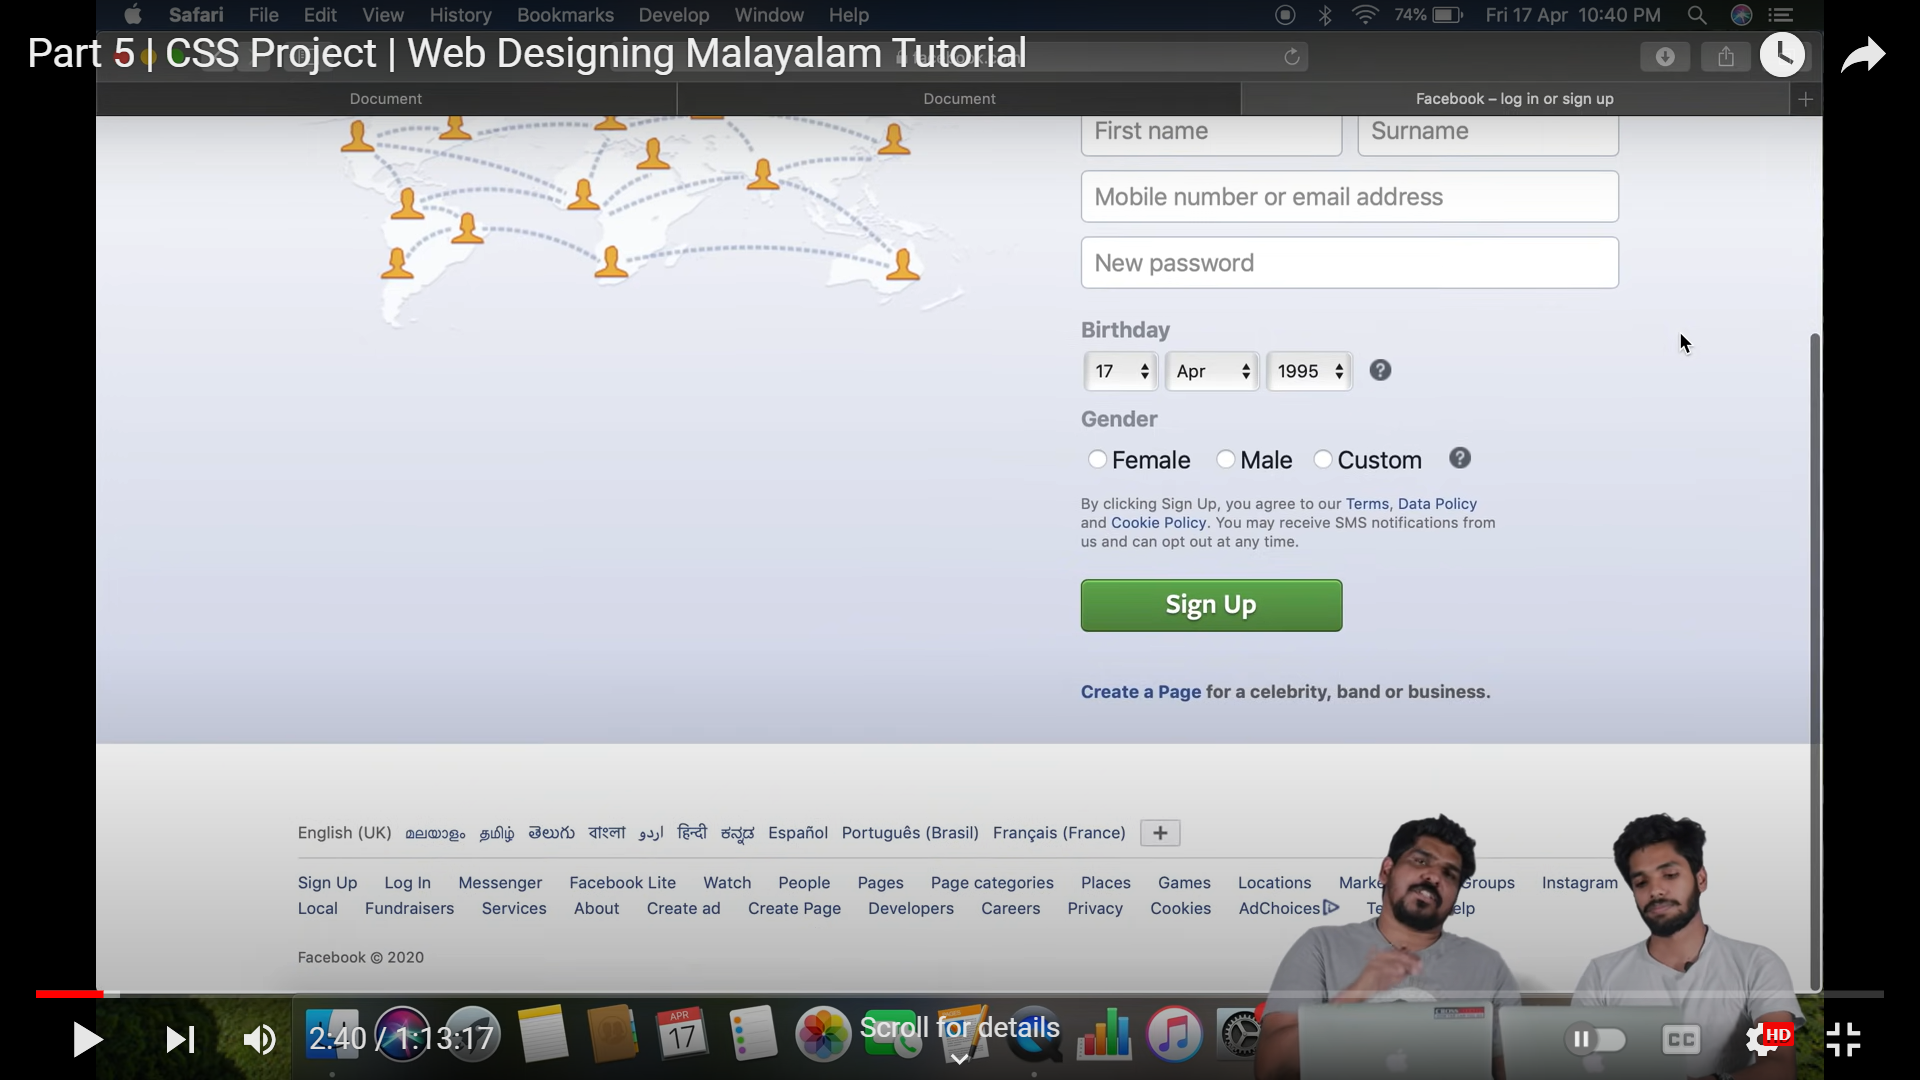 Safari File Edit View History Bookmarks Develop Window Help 74% Fri 17 Apr 10:40 PM
Part 5 | CSS Project | Web Designing Malayalam Tutorial
Document Document Facebook – log in or sign up
First name Surname
Mobile number or email address
New password
Birthday
17 Apr 1995
Gender
Female Male Custom
By clicking Sign Up, you agree to our Terms, Data Policy
and Cookie Policy. You may receive SMS notifications from
us and can opt out at any time.
Sign Up
Create a Page for a celebrity, band or business.
English (UK) മലയാളം தமிழ் తెలుగు বাংলা اردو हिन्दी ಕನ್ನಡ Español Português (Brasil) Français (France) +
Sign Up Log In Messenger Facebook Lite Watch People Pages Page categories Places Games Locations Groups Instagram
Local Fundraisers Services About Create ad Create Page Developers Careers Privacy Cookies AdChoices
Facebook © 2020
APR
17
2:40 / 1:13:17
Scroll for details
CC
HD